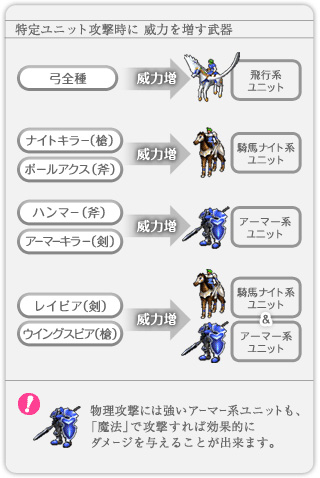 特定ユニット攻撃時に 威力を増す武器
弓全種
威力増
飛行系
ユニット
ナイトキラー(槍)
ポールアクス(斧)
威力増
騎馬ナイト系
ユニット
ハンマー(斧)
アーマーキラー(剣)
威力増
アーマー系
ユニット
レイピア(剣)
ウイングスピア(槍)
威力増
騎馬ナイト系
ユニット
&
アーマー系
ユニット
物理攻撃には強いアーマー系ユニットも、
「魔法」で攻撃すれば効果的に
ダメージを与えることが出来ます。